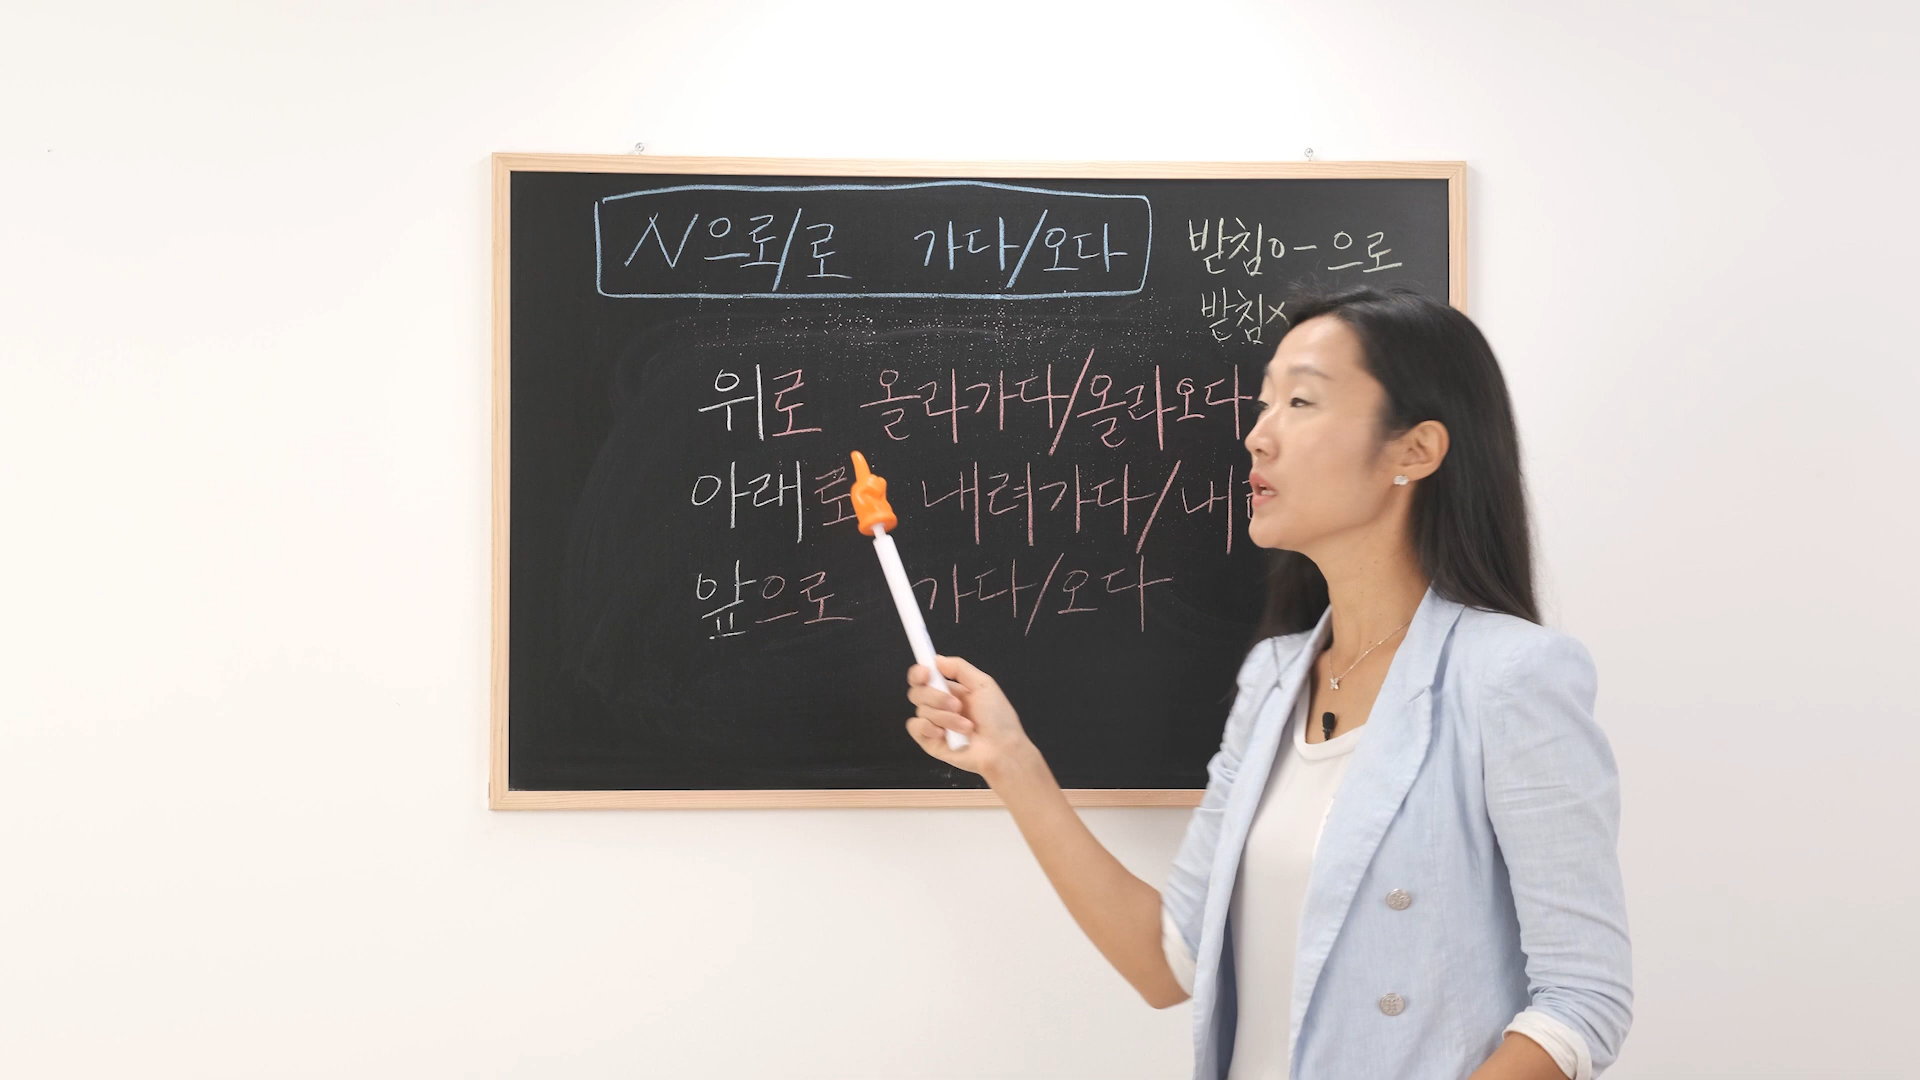 N으로/로 가다/오다
받침o - 으로
받침x
위로 올라가다/올라오다
아래로 내려가다/내
앞으로 가다/오다